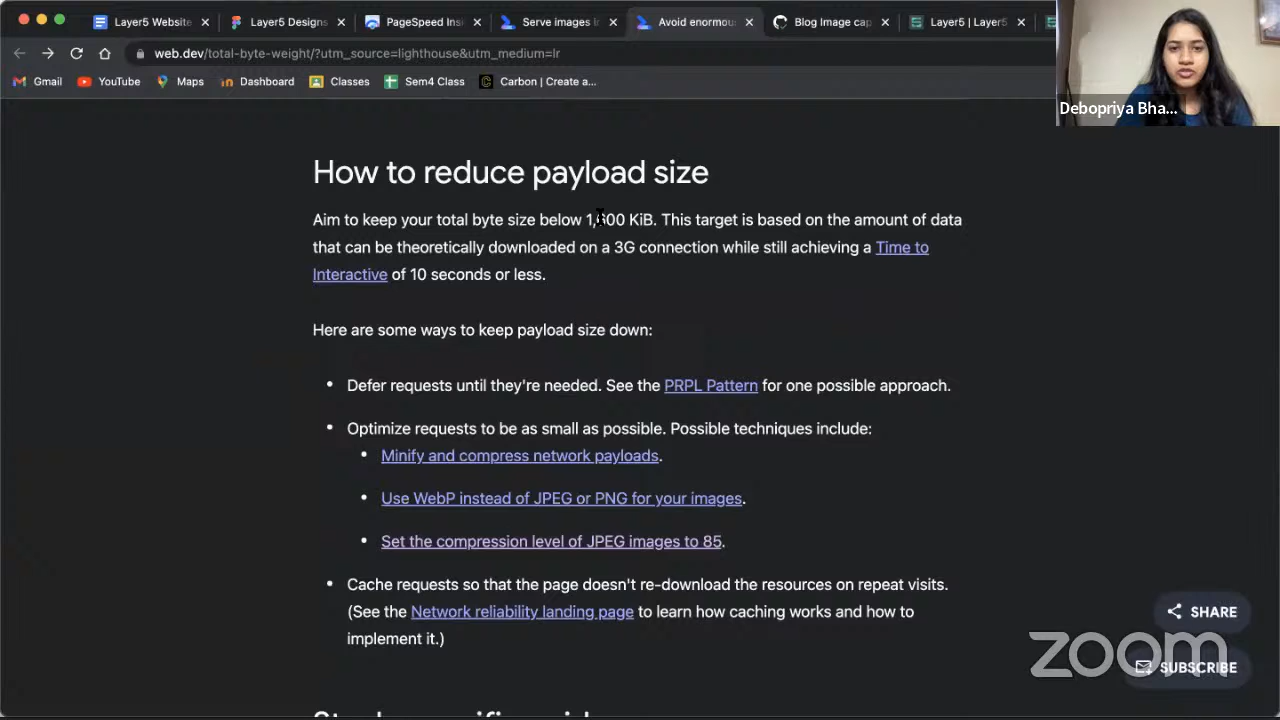 Layer5 Website
Layer5 Designs
PageSpeed Insi
Serve images i
Avoid enormous
Blog Image cap
Layer5 | Layer5
web.dev/total-byte-weight/?utm_source=lighthouse&utm_medium=lr
Gmail
YouTube
Maps
Dashboard
Classes
Sem4 Class
Carbon | Create a...
Debopriya Bha...
How to reduce payload size
Aim to keep your total byte size below 1,600 KiB. This target is based on the amount of data
that can be theoretically downloaded on a 3G connection while still achieving a Time to
Interactive of 10 seconds or less.
Here are some ways to keep payload size down:
• Defer requests until they're needed. See the PRPL Pattern for one possible approach.
• Optimize requests to be as small as possible. Possible techniques include:
• Minify and compress network payloads.
• Use WebP instead of JPEG or PNG for your images.
• Set the compression level of JPEG images to 85.
• Cache requests so that the page doesn't re-download the resources on repeat visits.
(See the Network reliability landing page to learn how caching works and how to
implement it.)
SHARE
SUBSCRIBE
zoom